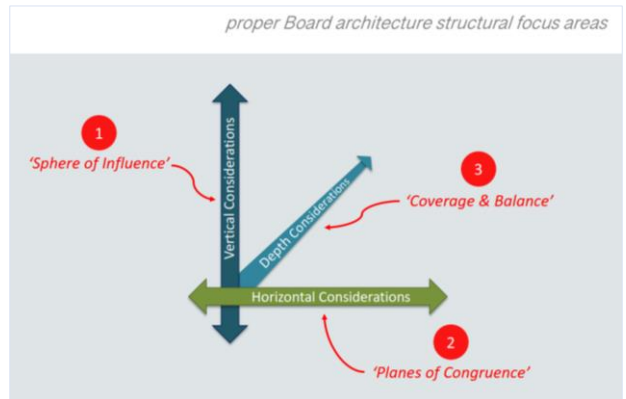 proper Board architecture structural focus areas
1
‘Sphere of Influence’
Vertical Considerations
Depth Considerations
3
‘Coverage & Balance’
Horizontal Considerations
2
‘Planes of Congruence’